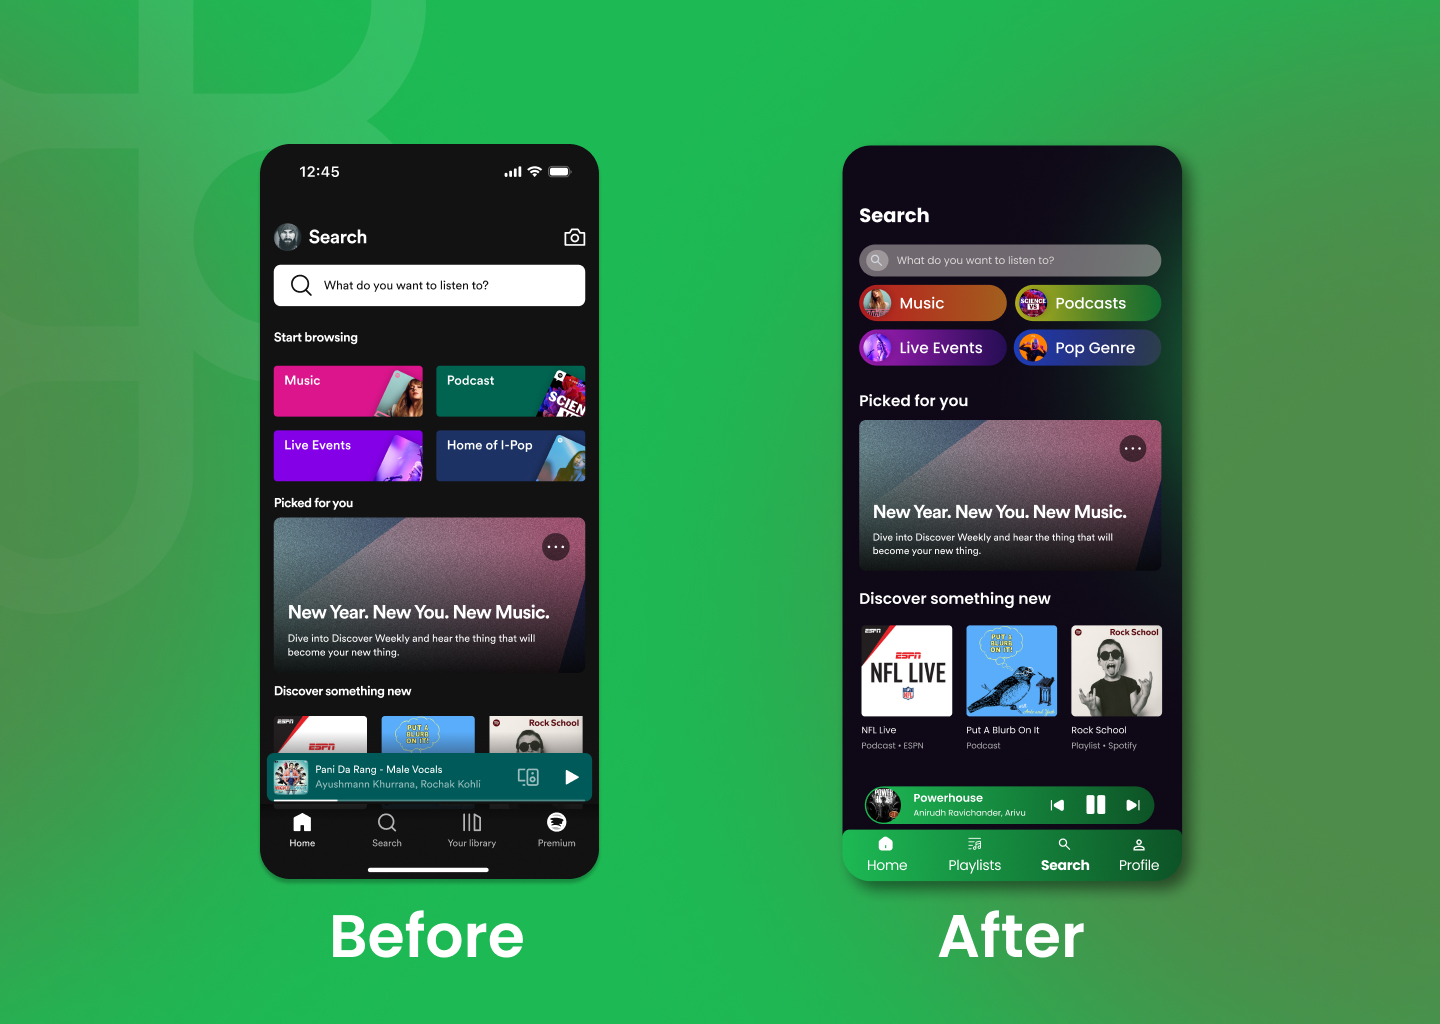 12:45
Search
What do you want to listen to?
Start browsing
Music
Podcast
SCIEN
Live Events
Home of I-Pop
Picked for you
New Year. New You. New Music.
Dive into Discover Weekly and hear the thing that will
become your new thing.
Discover something new
ESPN
ESPN
PUT A
BLURB
ON IT!
Rock School
Pani Da Rang - Male Vocals
Ayushmann Khurrana, Rochak Kohli
Home
Search
Your library
Premium
Before
Search
What do you want to listen to?
Music
SCIENCE
VS
Podcasts
Live Events
Pop Genre
Picked for you
New Year. New You. New Music.
Dive into Discover Weekly and hear the thing that will
become your new thing.
Discover something new
ESPN
ESPN
NFL LIVE
NFL
PUT A
BLURB
ON IT!
Rock School
NFL Live
Podcast • ESPN
Put A Blurb On It
Podcast
Rock School
Playlist • Spotify
POWER
Powerhouse
Anirudh Ravichander, Arivu
Home
Playlists
Search
Profile
After